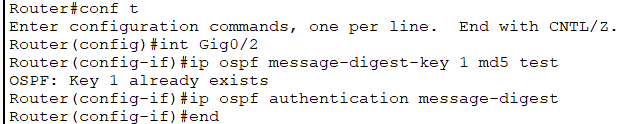 Router#conf t
Enter configuration commands, one per line.  End with CNTL/Z.
Router(config)#int Gig0/2
Router(config-if)#ip ospf message-digest-key 1 md5 test
OSPF: Key 1 already exists
Router(config-if)#ip ospf authentication message-digest
Router(config-if)#end